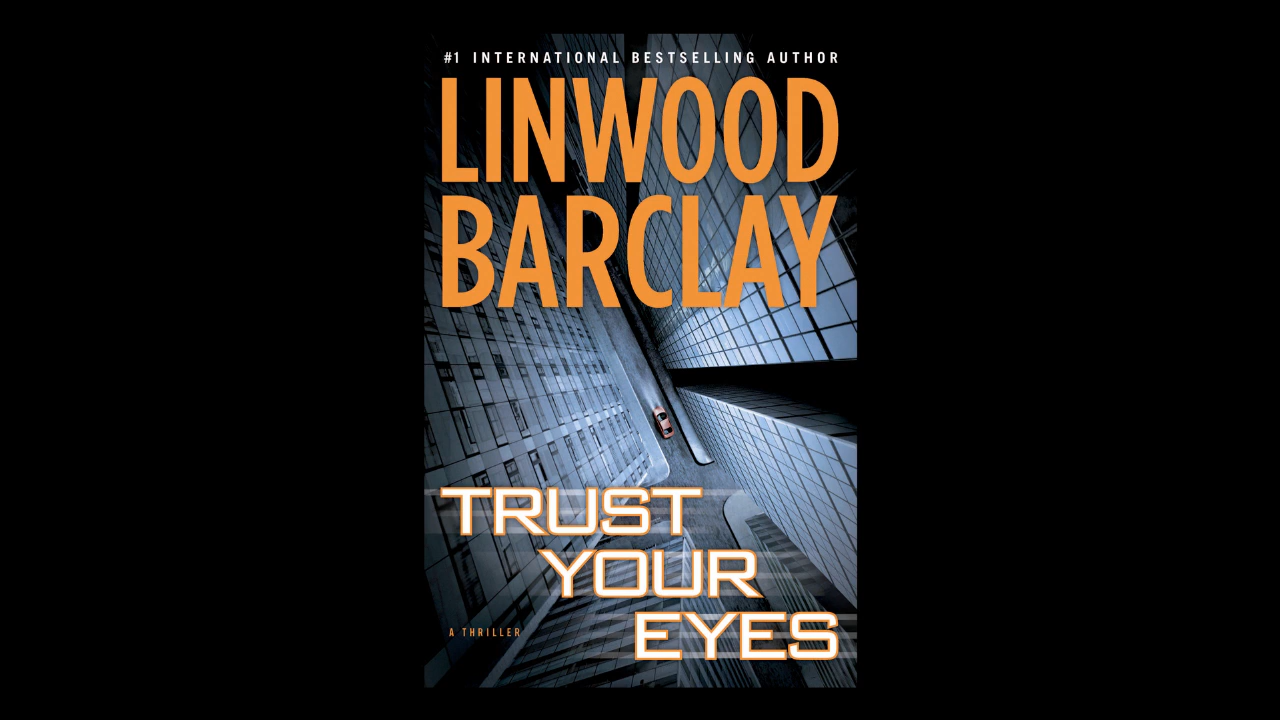 #1 INTERNATIONAL BESTSELLING AUTHOR
LINWOOD
BARCLAY
TRUST
YOUR
EYES
A THRILLER